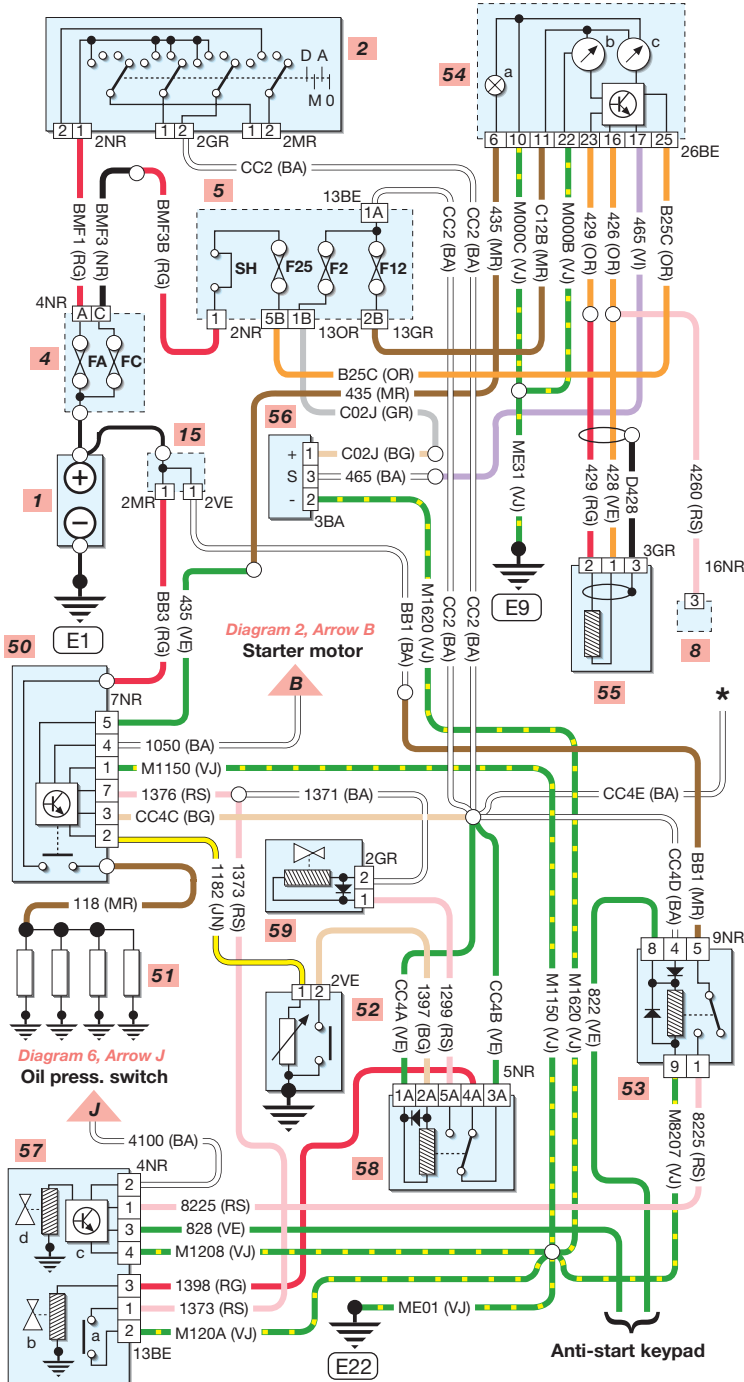 2
D A
M 0
2 1
2NR
1 2
2GR
1 2
2MR
54
a
b
c
6 10 11 22 23 16 17 25
26BE
CC2 (BA)
BMF1 (RG)
BMF3 (NR)
BMF3B (RG)
5
13BE
1A
SH
F25
F2
F12
1
2NR
5B 1B
13OR
2B
13GR
CC2 (BA)
CC2 (BA)
435 (MR)
M000C (VJ)
C12B (MR)
M000B (VJ)
429 (OR)
426 (OR)
465 (VI)
B25C (OR)
4NR
A C
4
FA
FC
B25C (OR)
435 (MR)
C02J (GR)
56
+ 1
S 3
- 2
3BA
C02J (BG)
465 (BA)
15
2MR
1 1
2VE
1
+
−
E1
BB3 (RG)
435 (VE)
BB1 (BA)
M1620 (VJ)
CC2 (BA)
CC2 (BA)
ME31 (VJ)
E9
429 (RG)
428 (VE)
D428
4260 (RS)
3GR
2 1 3
55
16NR
3
8
*
Diagram 2, Arrow B
Starter motor
B
50
7NR
5
4
1
7
3
2
1050 (BA)
M1150 (VJ)
1376 (RS)
1371 (BA)
CC4C (BG)
CC4E (BA)
118 (MR)
1182 (JN)
1373 (RS)
2GR
2
1
59
51
2VE
1 2
52
CC4A (VE)
1397 (BG)
1299 (RS)
CC4B (VE)
M1150 (VJ)
M1620 (VJ)
822 (VE)
CC4D (BA)
BB1 (MR)
9NR
8 4 5
9 1
53
M8207 (VJ)
8225 (RS)
5NR
1A 2A 5A 4A 3A
58
Diagram 6, Arrow J
Oil press. switch
J
4100 (BA)
57
4NR
2
1
3
4
d
c
8225 (RS)
828 (VE)
M1208 (VJ)
3
1
2
b
a
13BE
1398 (RG)
1373 (RS)
M120A (VJ)
ME01 (VJ)
E22
Anti-start keypad